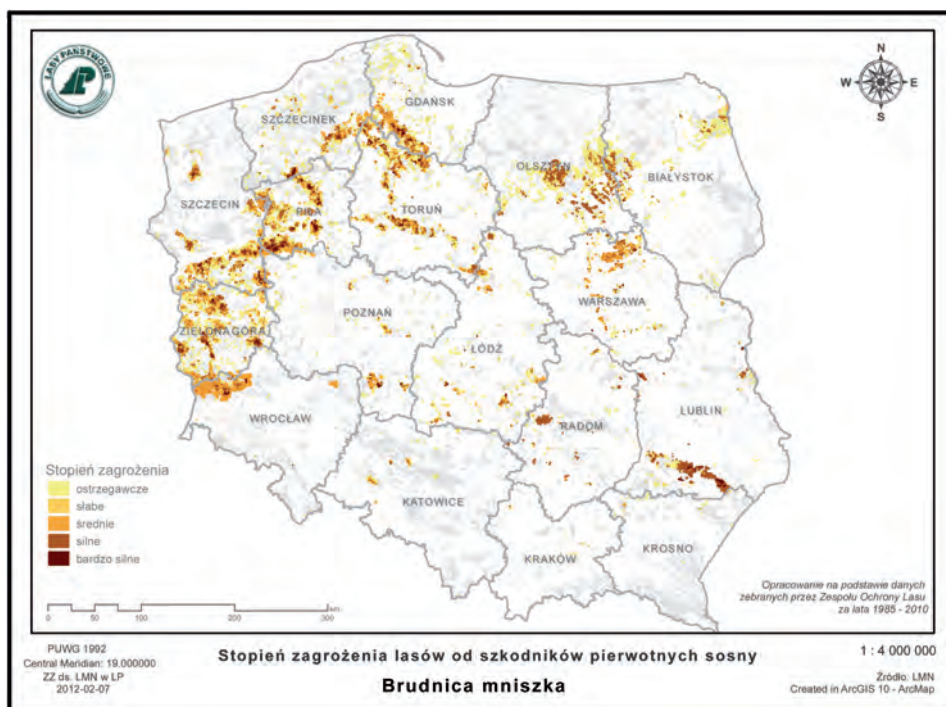 LASY PAŃSTWOWE
N
W E
S
GDAŃSK
SZCZECINEK
OLSZTYN
BIAŁYSTOK
SZCZECIN
PIŁA
TORUŃ
WARSZAWA
POZNAŃ
ZIELONAGÓRA
ŁÓDŹ
WROCŁAW
RADOM
LUBLIN
KATOWICE
KRAKÓW
KROSNO
Stopień zagrożenia
ostrzegawcze
słabe
średnie
silne
bardzo silne
0 50 100 200 300
Opracowanie na podstawie danych
zebranych przez Zespołu Ochrony Lasu
za lata 1985 - 2010
PUWG 1992
Central Meridian: 19.000000
ZZ ds. LMN w LP
2012-02-07
Stopień zagrożenia lasów od szkodników pierwotnych sosny
Brudnica mniszka
1 : 4 000 000
Źródło: LMN
Created in ArcGIS 10 - ArcMap